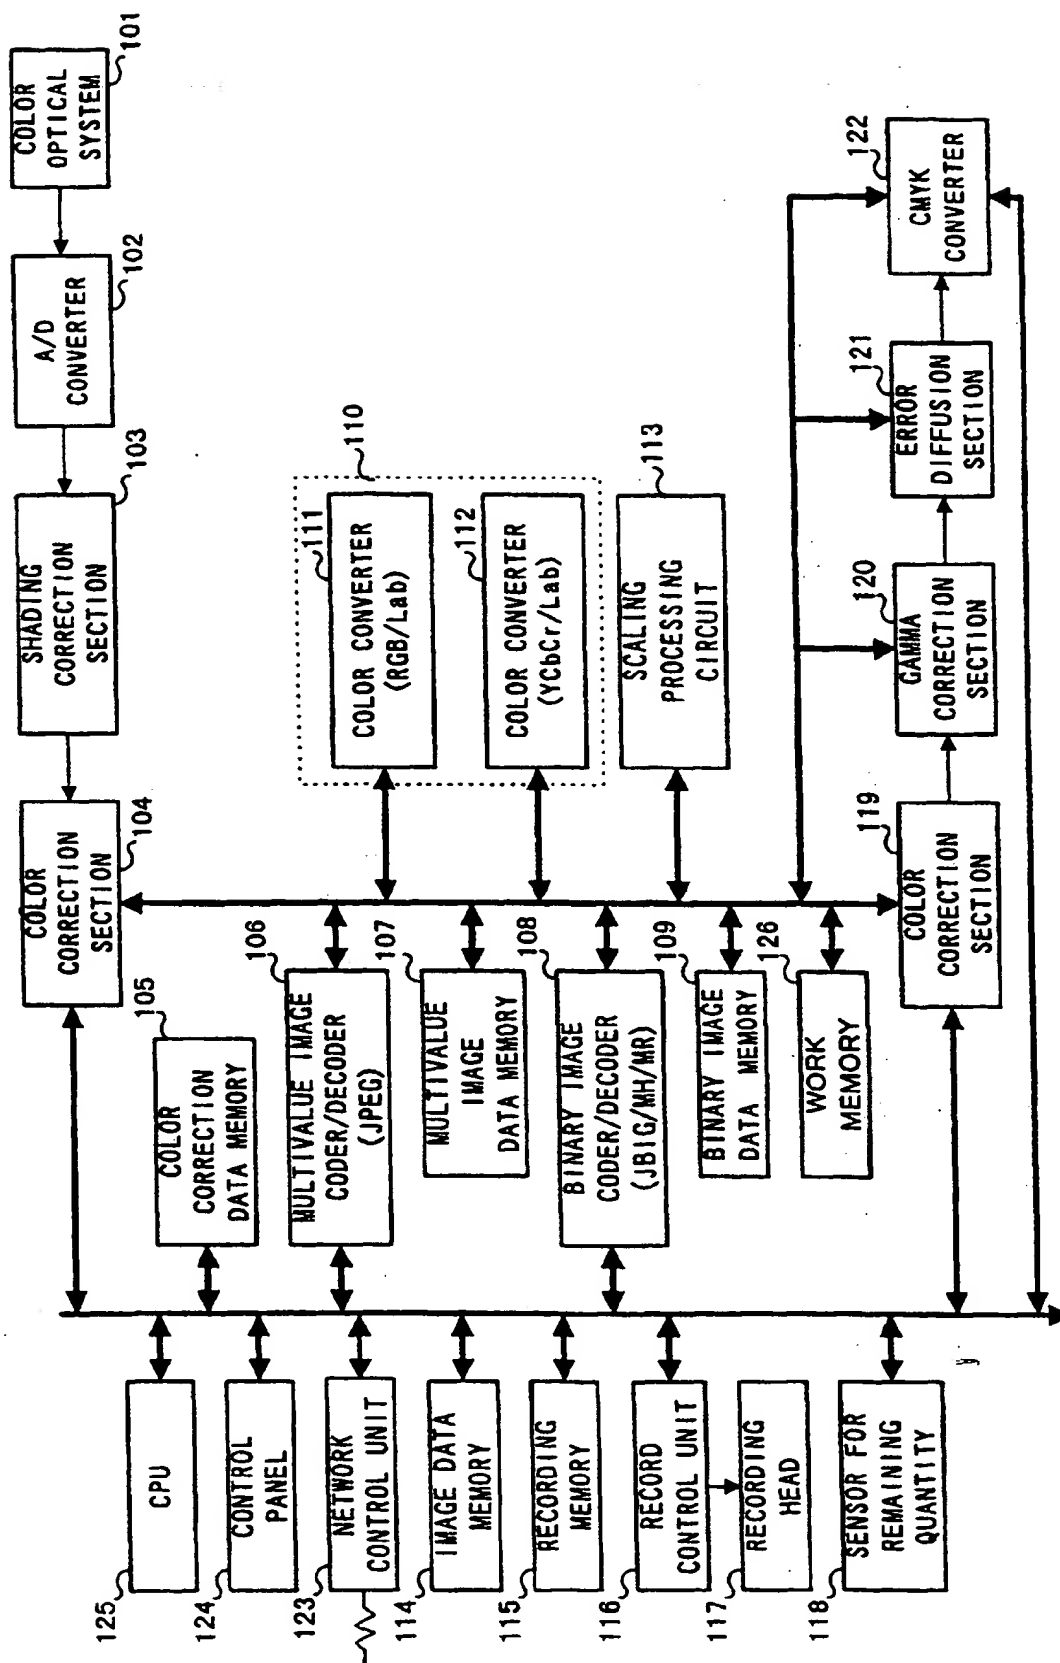 COLOR
OPTICAL
SYSTEM
101
A/D
CONVERTER
102
SHADING
CORRECTION
SECTION
103
COLOR
CORRECTION
SECTION
104
COLOR
CORRECTION
DATA MEMORY
105
MULTIVALUE IMAGE
CODER/DECODER
(JPEG)
106
MULTIVALUE
IMAGE
DATA MEMORY
107
BINARY IMAGE
CODER/DECODER
(JBIG/MH/MR)
108
BINARY IMAGE
DATA MEMORY
109
WORK
MEMORY
126
110
COLOR CONVERTER
(RGB/Lab)
111
COLOR CONVERTER
(YCbCr/Lab)
112
SCALING
PROCESSING
CIRCUIT
113
CPU
125
CONTROL
PANEL
124
NETWORK
CONTROL UNIT
123
IMAGE DATA
MEMORY
114
RECORDING
MEMORY
115
RECORD
CONTROL UNIT
116
RECORDING
HEAD
117
SENSOR FOR
REMAINING
QUANTITY
118
COLOR
CORRECTION
SECTION
119
GAMMA
CORRECTION
SECTION
120
ERROR
DIFFUSION
SECTION
121
CMYK
CONVERTER
122